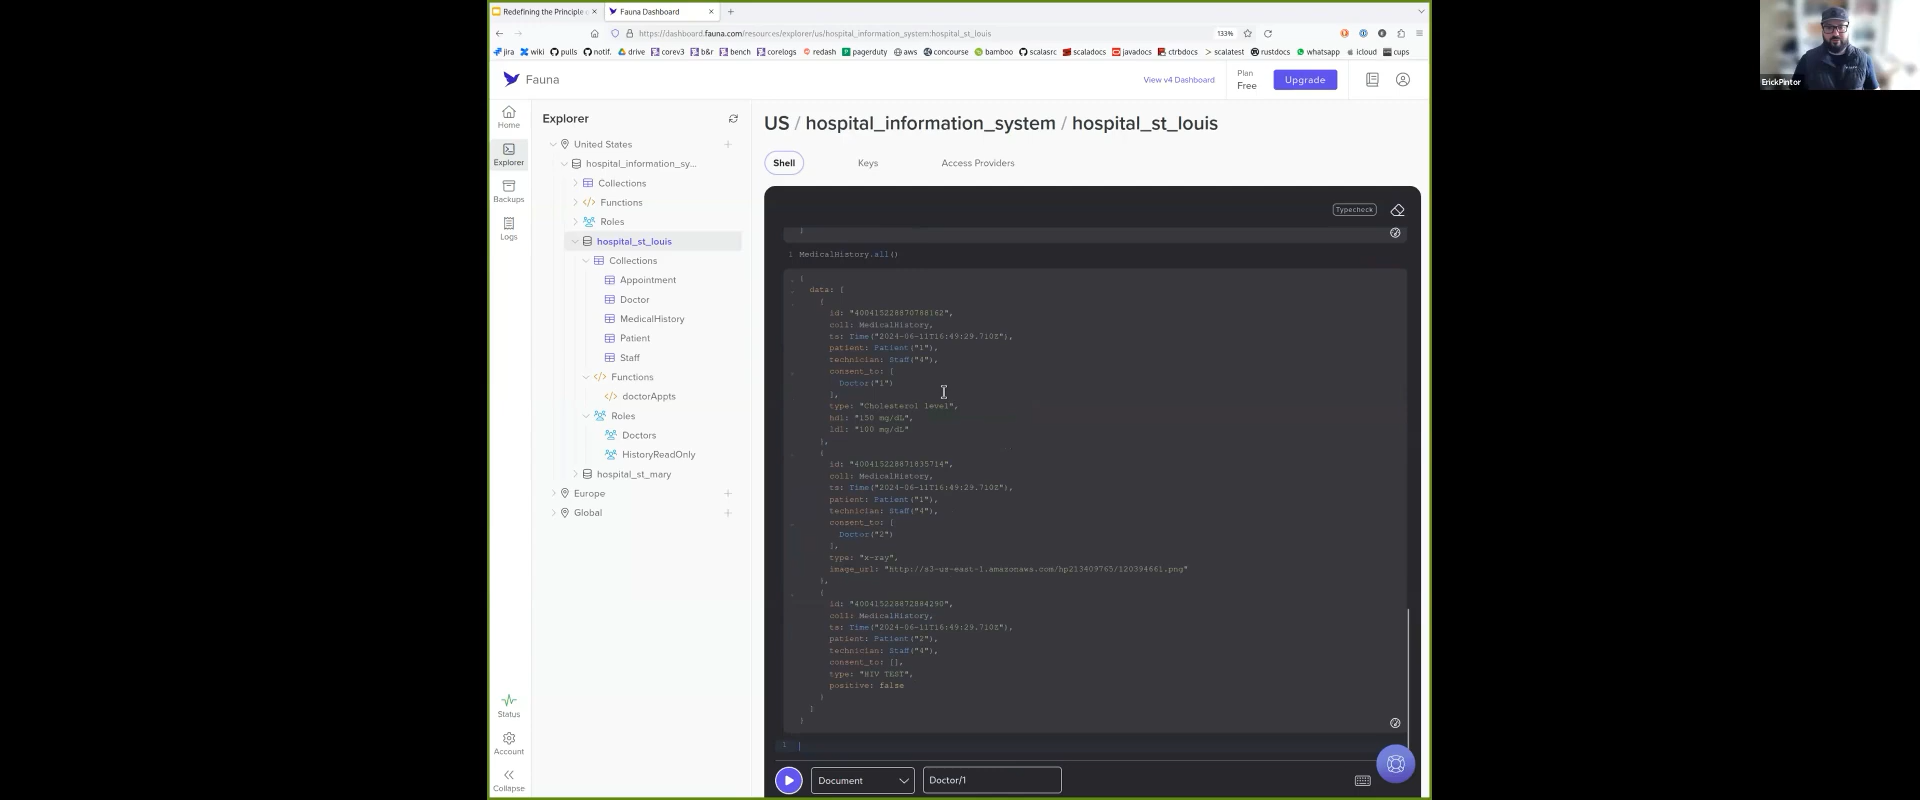 Redefining the Principle
Fauna Dashboard
https://dashboard.fauna.com/resources/explorer/us/hospital_information_system:hospital_st_louis
133%
jira wiki pulls notif. drive corev3 b&r bench corelogs redash pagerduty aws concourse bamboo scalasrc scaladocs javadocs ctrbdocs scalatest rustdocs whatsapp icloud cups
Fauna
View v4 Dashboard
Plan
Free
Upgrade
Home
Explorer
Backups
Logs
Status
Account
Collapse
Explorer
United States
hospital_information_sy...
Collections
Functions
Roles
hospital_st_louis
Collections
Appointment
Doctor
MedicalHistory
Patient
Staff
Functions
doctorAppts
Roles
Doctors
HistoryReadOnly
hospital_st_mary
Europe
Global
US / hospital_information_system / hospital_st_louis
Shell Keys Access Providers
Typecheck
}
1 MedicalHistory.all()
{
data: [
{
id: "400415228870788162",
coll: MedicalHistory,
ts: Time("2024-06-11T16:49:29.710Z"),
patient: Patient("1"),
technician: Staff("4"),
consent_to: [
Doctor("1")
],
type: "Cholesterol level",
hdl: "150 mg/dL",
ldl: "100 mg/dL"
},
{
id: "400415228871835714",
coll: MedicalHistory,
ts: Time("2024-06-11T16:49:29.710Z"),
patient: Patient("1"),
technician: Staff("4"),
consent_to: [
Doctor("2")
],
type: "x-ray",
image_url: "http://s3-us-east-1.amazonaws.com/hp213409765/120394661.png"
},
{
id: "400415228872884290",
coll: MedicalHistory,
ts: Time("2024-06-11T16:49:29.710Z"),
patient: Patient("2"),
technician: Staff("4"),
consent_to: [],
type: "HIV TEST",
positive: false
}
]
}
1
Document
Doctor/1
ErickPintor